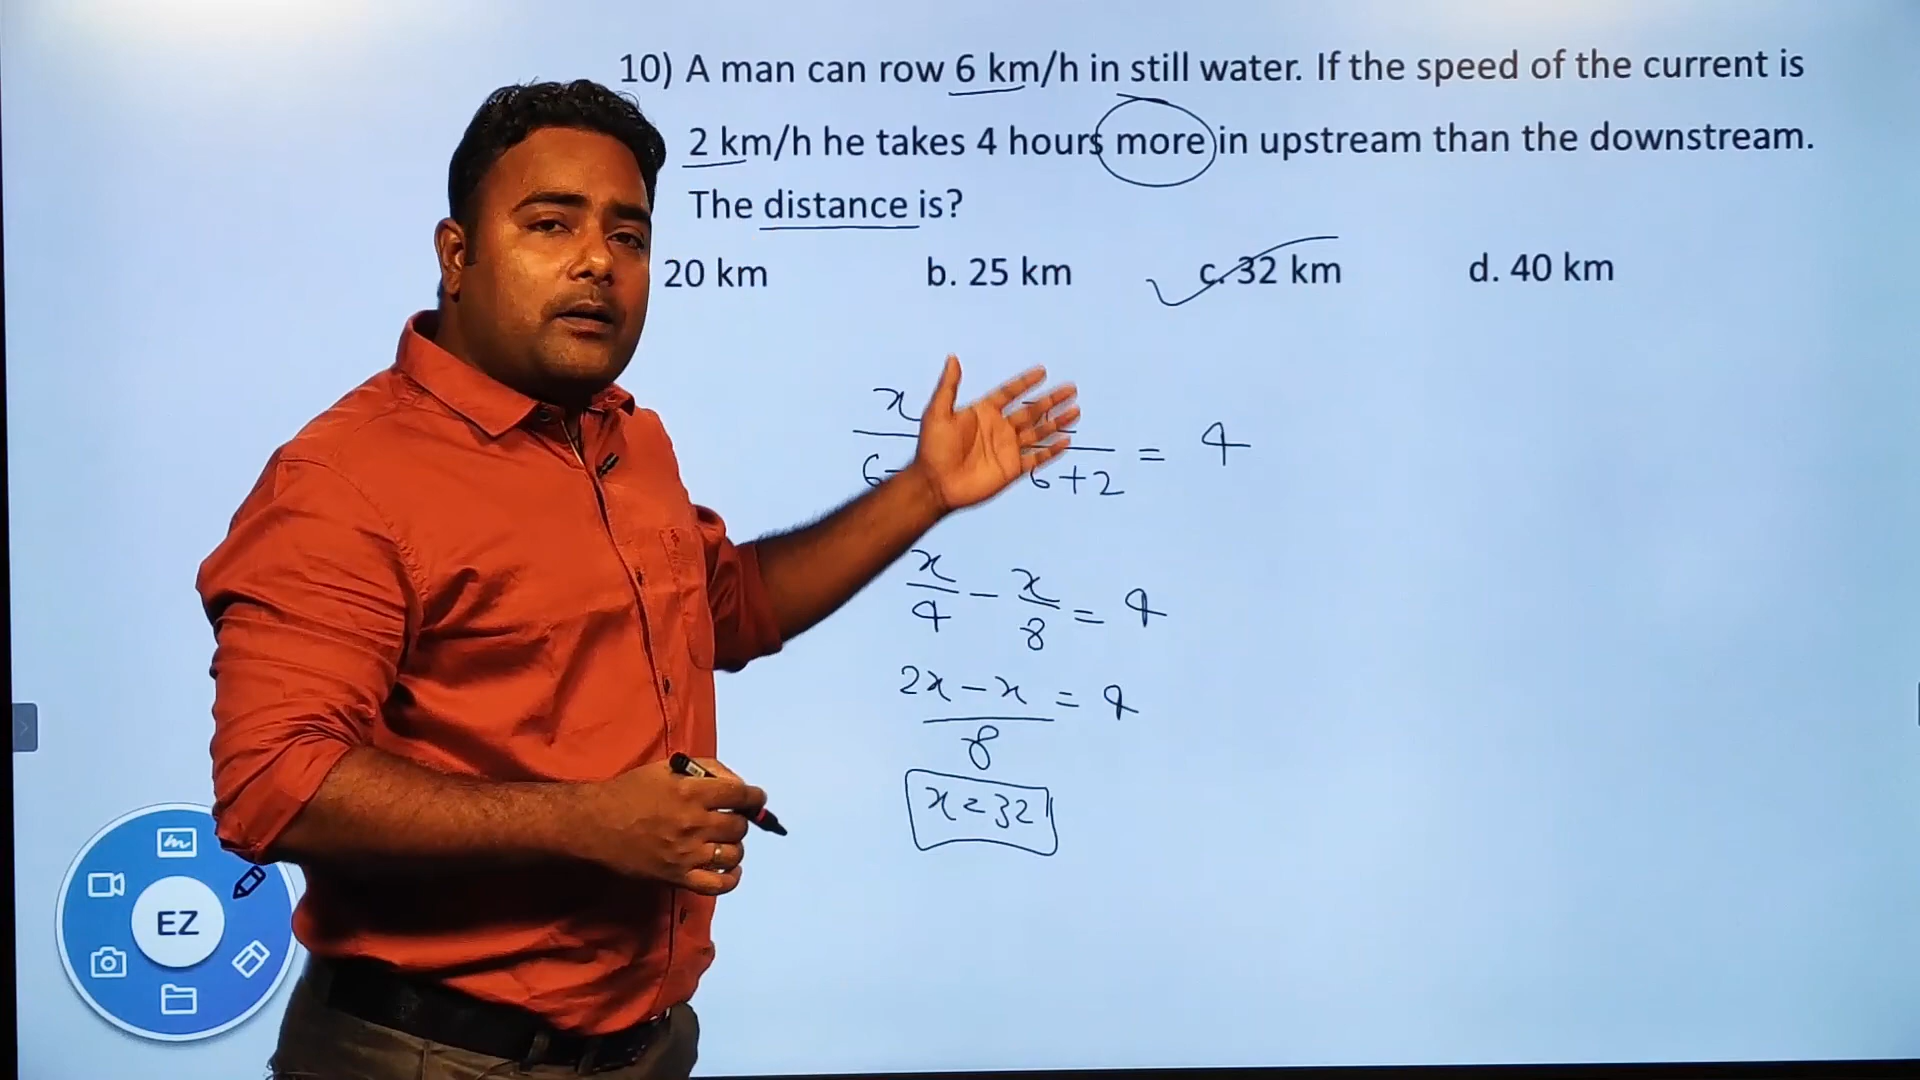 10) A man can row 6 km/h in still water. If the speed of the current is
2 km/h he takes 4 hours more in upstream than the downstream.
The distance is?
20 km b. 25 km c. 32 km d. 40 km
x = 4
6- 6+2
x/4 - x/8 = 4
2x - x = 4
8
x = 32
EZ